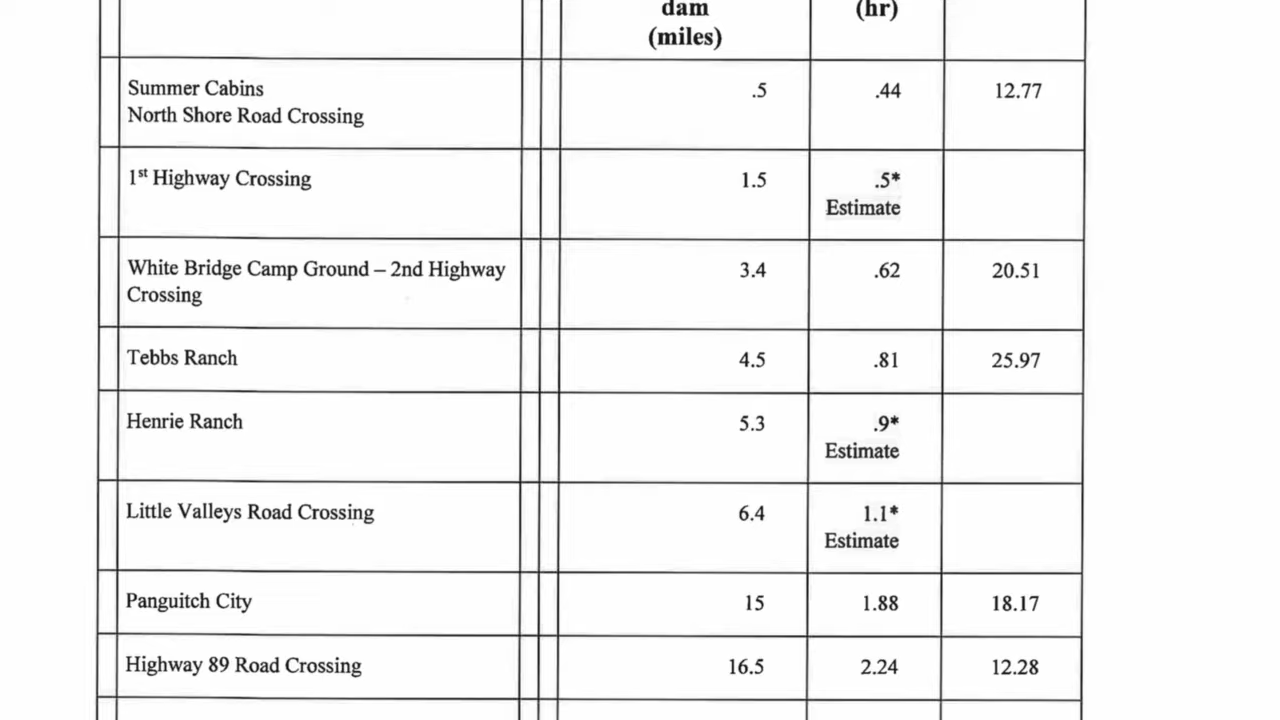 dam (hr)
(miles)
Summer Cabins .5 .44 12.77
North Shore Road Crossing
1st Highway Crossing 1.5 .5*
Estimate
White Bridge Camp Ground – 2nd Highway 3.4 .62 20.51
Crossing
Tebbs Ranch 4.5 .81 25.97
Henrie Ranch 5.3 .9*
Estimate
Little Valleys Road Crossing 6.4 1.1*
Estimate
Panguitch City 15 1.88 18.17
Highway 89 Road Crossing 16.5 2.24 12.28